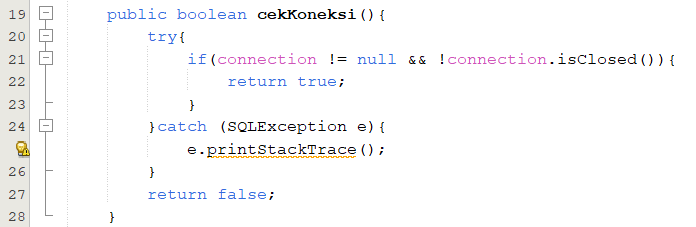 19 public boolean cekKoneksi(){
20 try{
21 if(connection != null && !connection.isClosed()){
22 return true;
23 }
24 }catch (SQLException e){
e.printStackTrace();
26 }
27 return false;
28 }